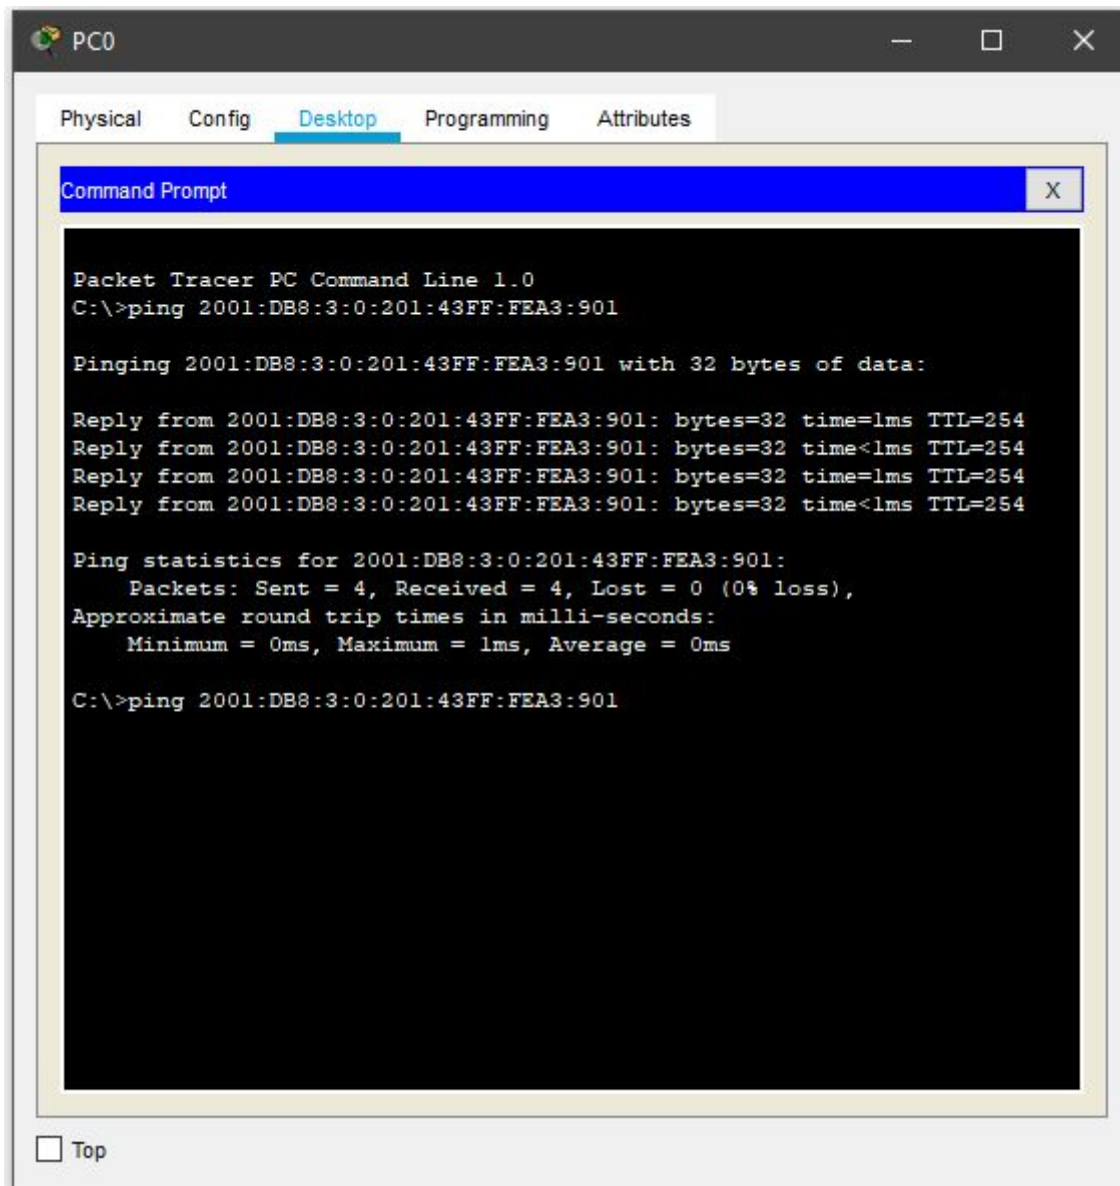 PC0
Physical Config Desktop Programming Attributes
Command Prompt X
Packet Tracer PC Command Line 1.0
C:\>ping 2001:DB8:3:0:201:43FF:FEA3:901
Pinging 2001:DB8:3:0:201:43FF:FEA3:901 with 32 bytes of data:
Reply from 2001:DB8:3:0:201:43FF:FEA3:901: bytes=32 time=1ms TTL=254
Reply from 2001:DB8:3:0:201:43FF:FEA3:901: bytes=32 time<1ms TTL=254
Reply from 2001:DB8:3:0:201:43FF:FEA3:901: bytes=32 time=1ms TTL=254
Reply from 2001:DB8:3:0:201:43FF:FEA3:901: bytes=32 time<1ms TTL=254
Ping statistics for 2001:DB8:3:0:201:43FF:FEA3:901:
Packets: Sent = 4, Received = 4, Lost = 0 (0% loss),
Approximate round trip times in milli-seconds:
Minimum = 0ms, Maximum = 1ms, Average = 0ms
C:\>ping 2001:DB8:3:0:201:43FF:FEA3:901
Top